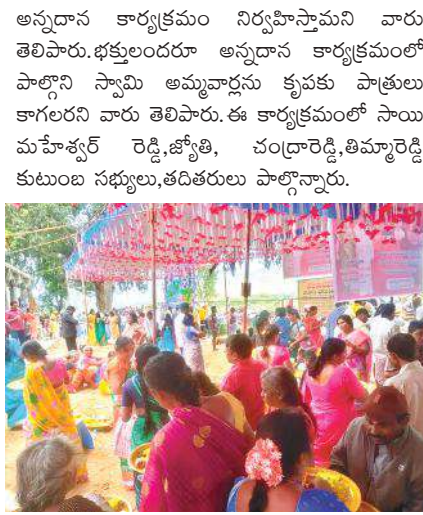 అన్నదాన కార్యక్రమం నిర్వహిస్తామని వారు
తెలిపారు.భక్తులందరూ అన్నదాన కార్యక్రమంలో
పాల్గొని స్వామి అమ్మవార్లను కృపకు పాత్రులు
కాగలరని వారు తెలిపారు.ఈ కార్యక్రమంలో సాయి
మహేశ్వర్ రెడ్డి,జ్యోతి, చంద్రారెడ్డి,తిమ్మారెడ్డి
కుటుంబ సభ్యులు,తదితరులు పాల్గొన్నారు.